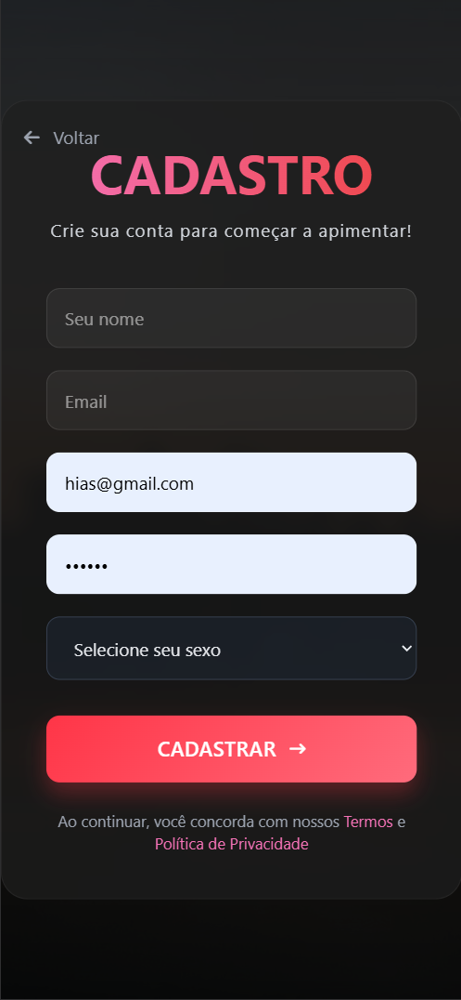 Voltar
CADASTRO
Crie sua conta para começar a apimentar!
Seu nome
Email
hias@gmail.com
••••••
Selecione seu sexo
CADASTRAR →
Ao continuar, você concorda com nossos Termos e
Política de Privacidade